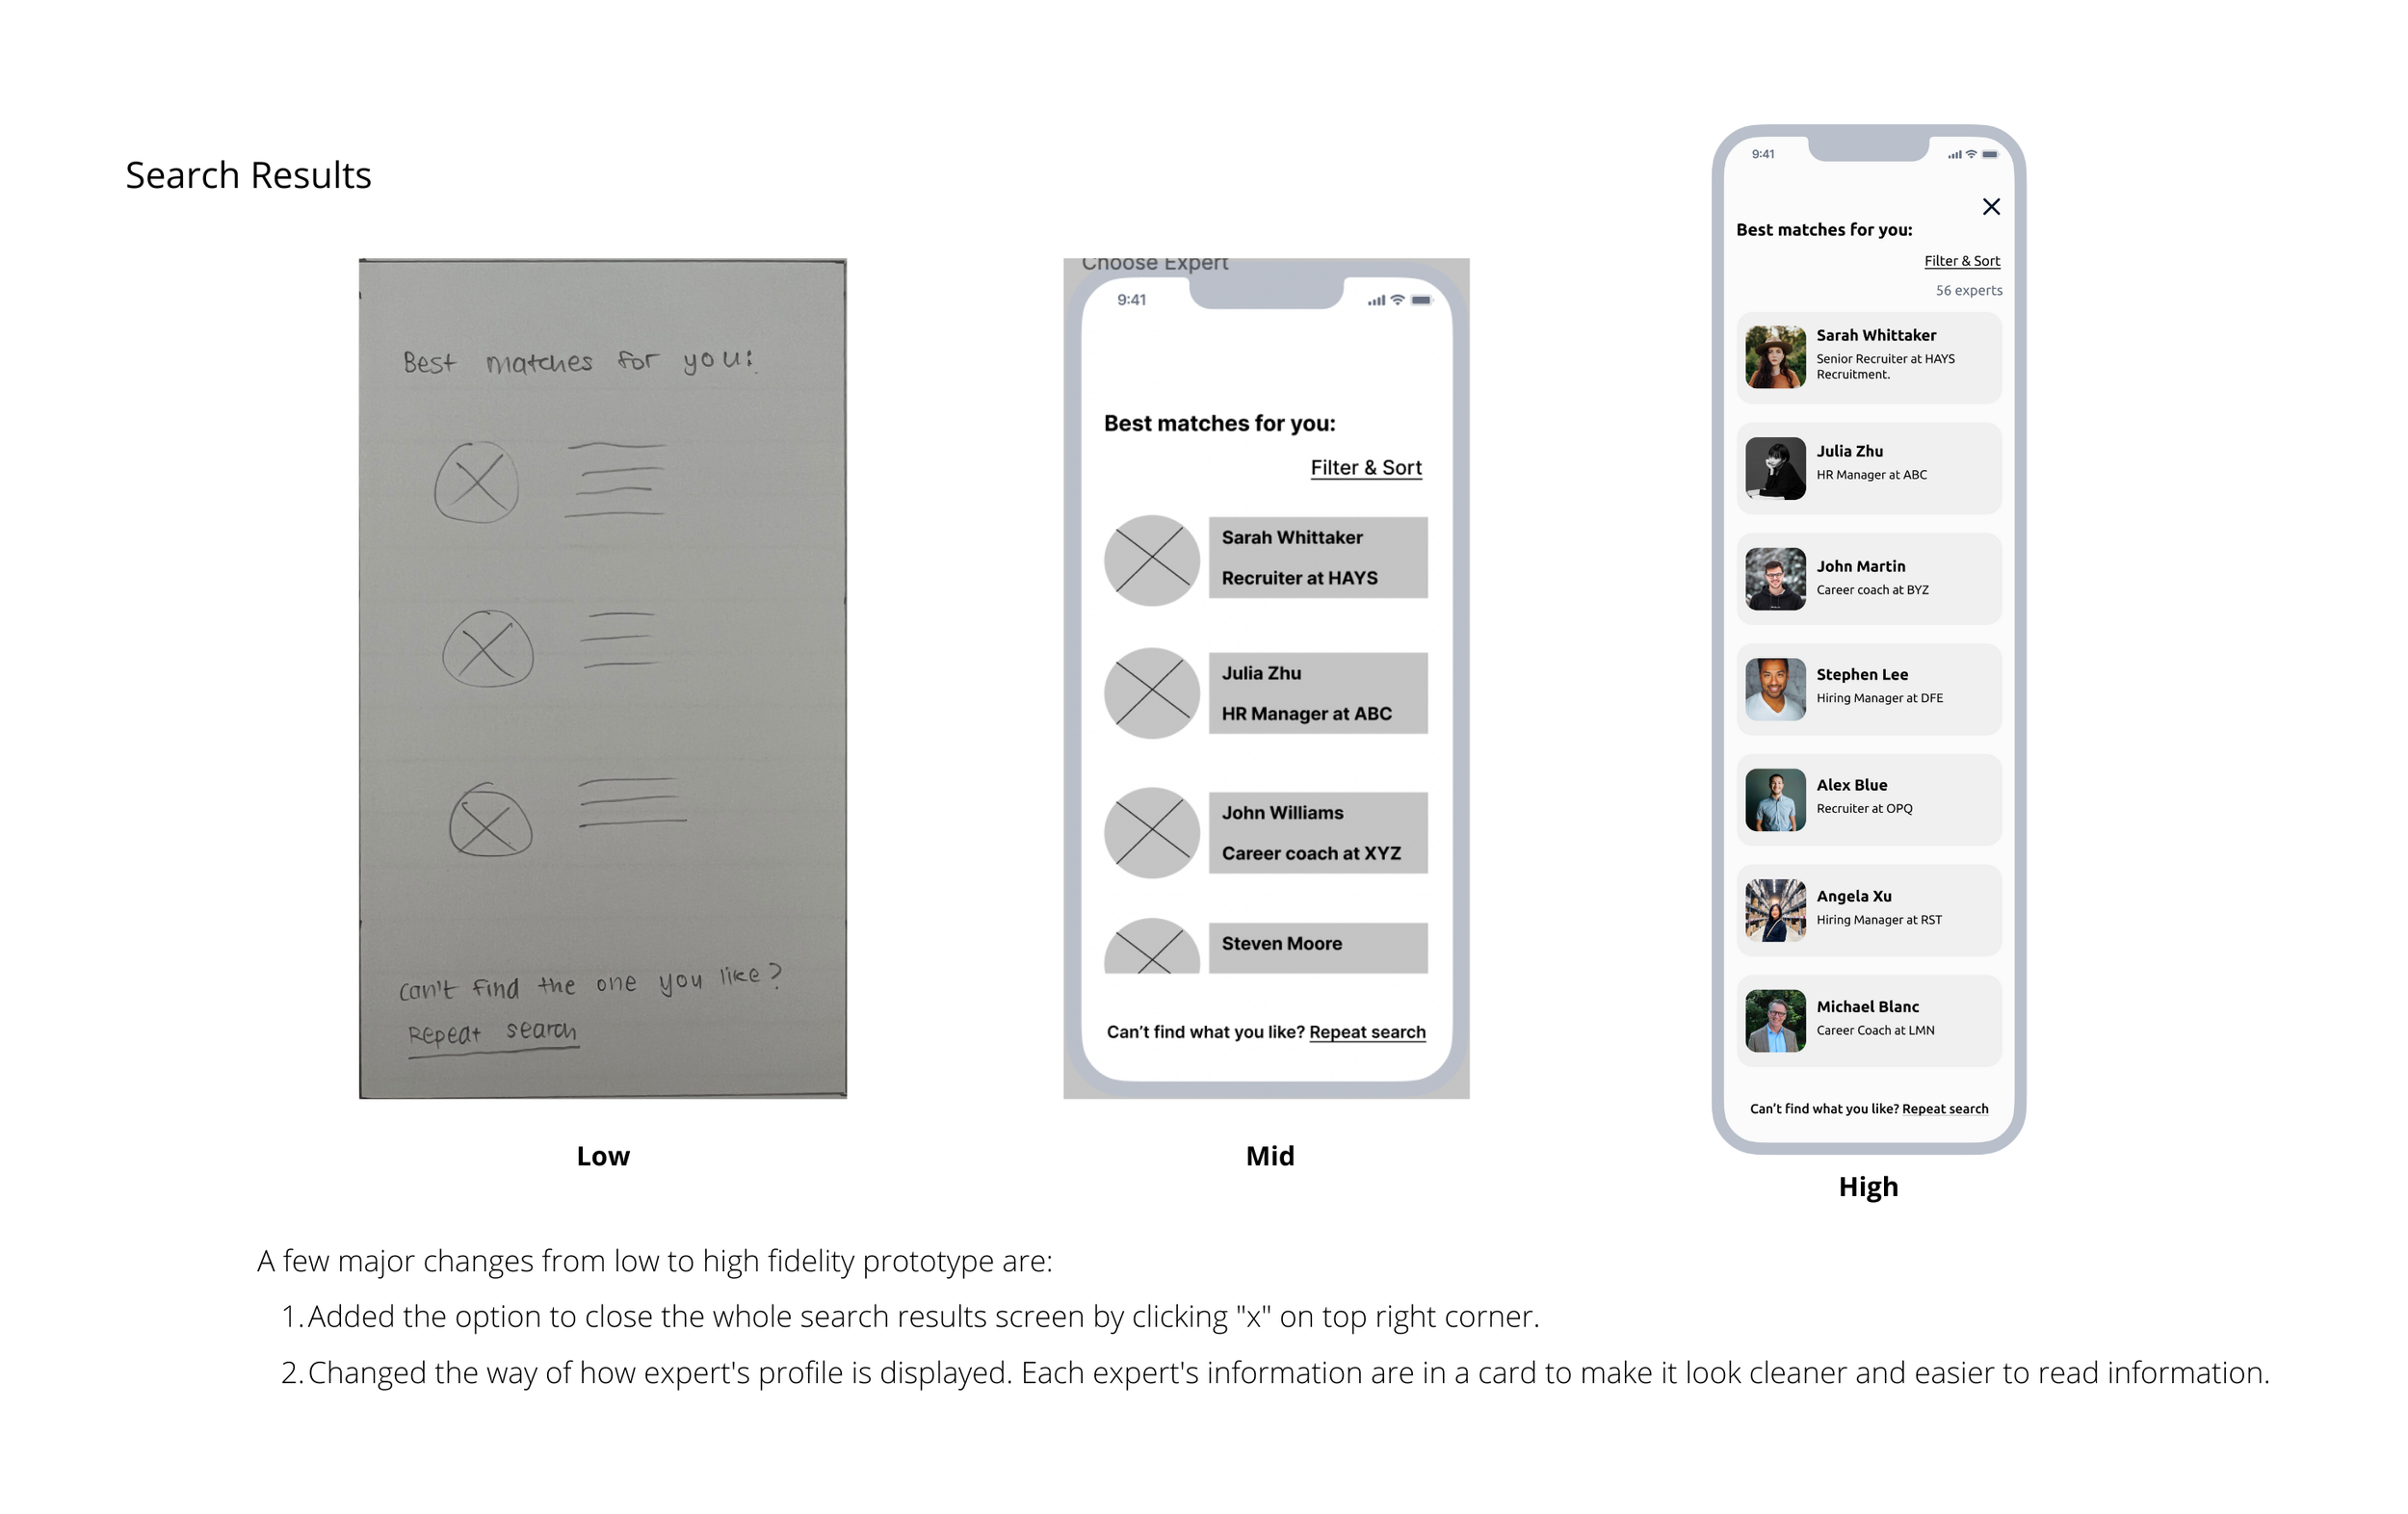 Search Results
Best matches for you:
Can't find the one you like?
Repeat search
Low
Choose Expert
9:41
Best matches for you:
Filter & Sort
Sarah Whittaker
Recruiter at HAYS
Julia Zhu
HR Manager at ABC
John Williams
Career coach at XYZ
Steven Moore
Can't find what you like? Repeat search
Mid
9:41
Best matches for you:
Filter & Sort
56 experts
Sarah Whittaker
Senior Recruiter at HAYS
Recruitment.
Julia Zhu
HR Manager at ABC
John Martin
Career coach at BYZ
Stephen Lee
Hiring Manager at DFE
Alex Blue
Recruiter at OPQ
Angela Xu
Hiring Manager at RST
Michael Blanc
Career Coach at LMN
Can't find what you like? Repeat search
High
A few major changes from low to high fidelity prototype are:
1. Added the option to close the whole search results screen by clicking "x" on top right corner.
2. Changed the way of how expert's profile is displayed. Each expert's information are in a card to make it look cleaner and easier to read information.